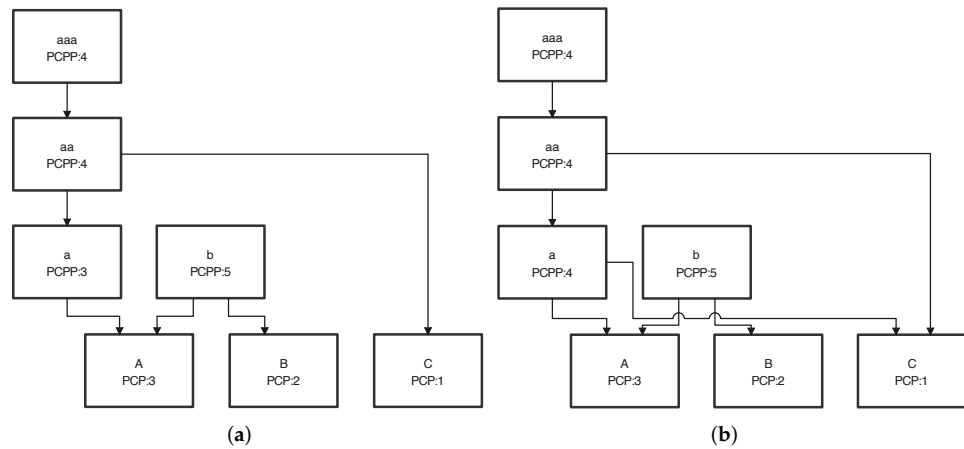 aaa
PCPP:4
aa
PCPP:4
a
PCPP:3
b
PCPP:5
A
PCP:3
B
PCP:2
C
PCP:1
(a)
aaa
PCPP:4
aa
PCPP:4
a
PCPP:4
b
PCPP:5
A
PCP:3
B
PCP:2
C
PCP:1
(b)